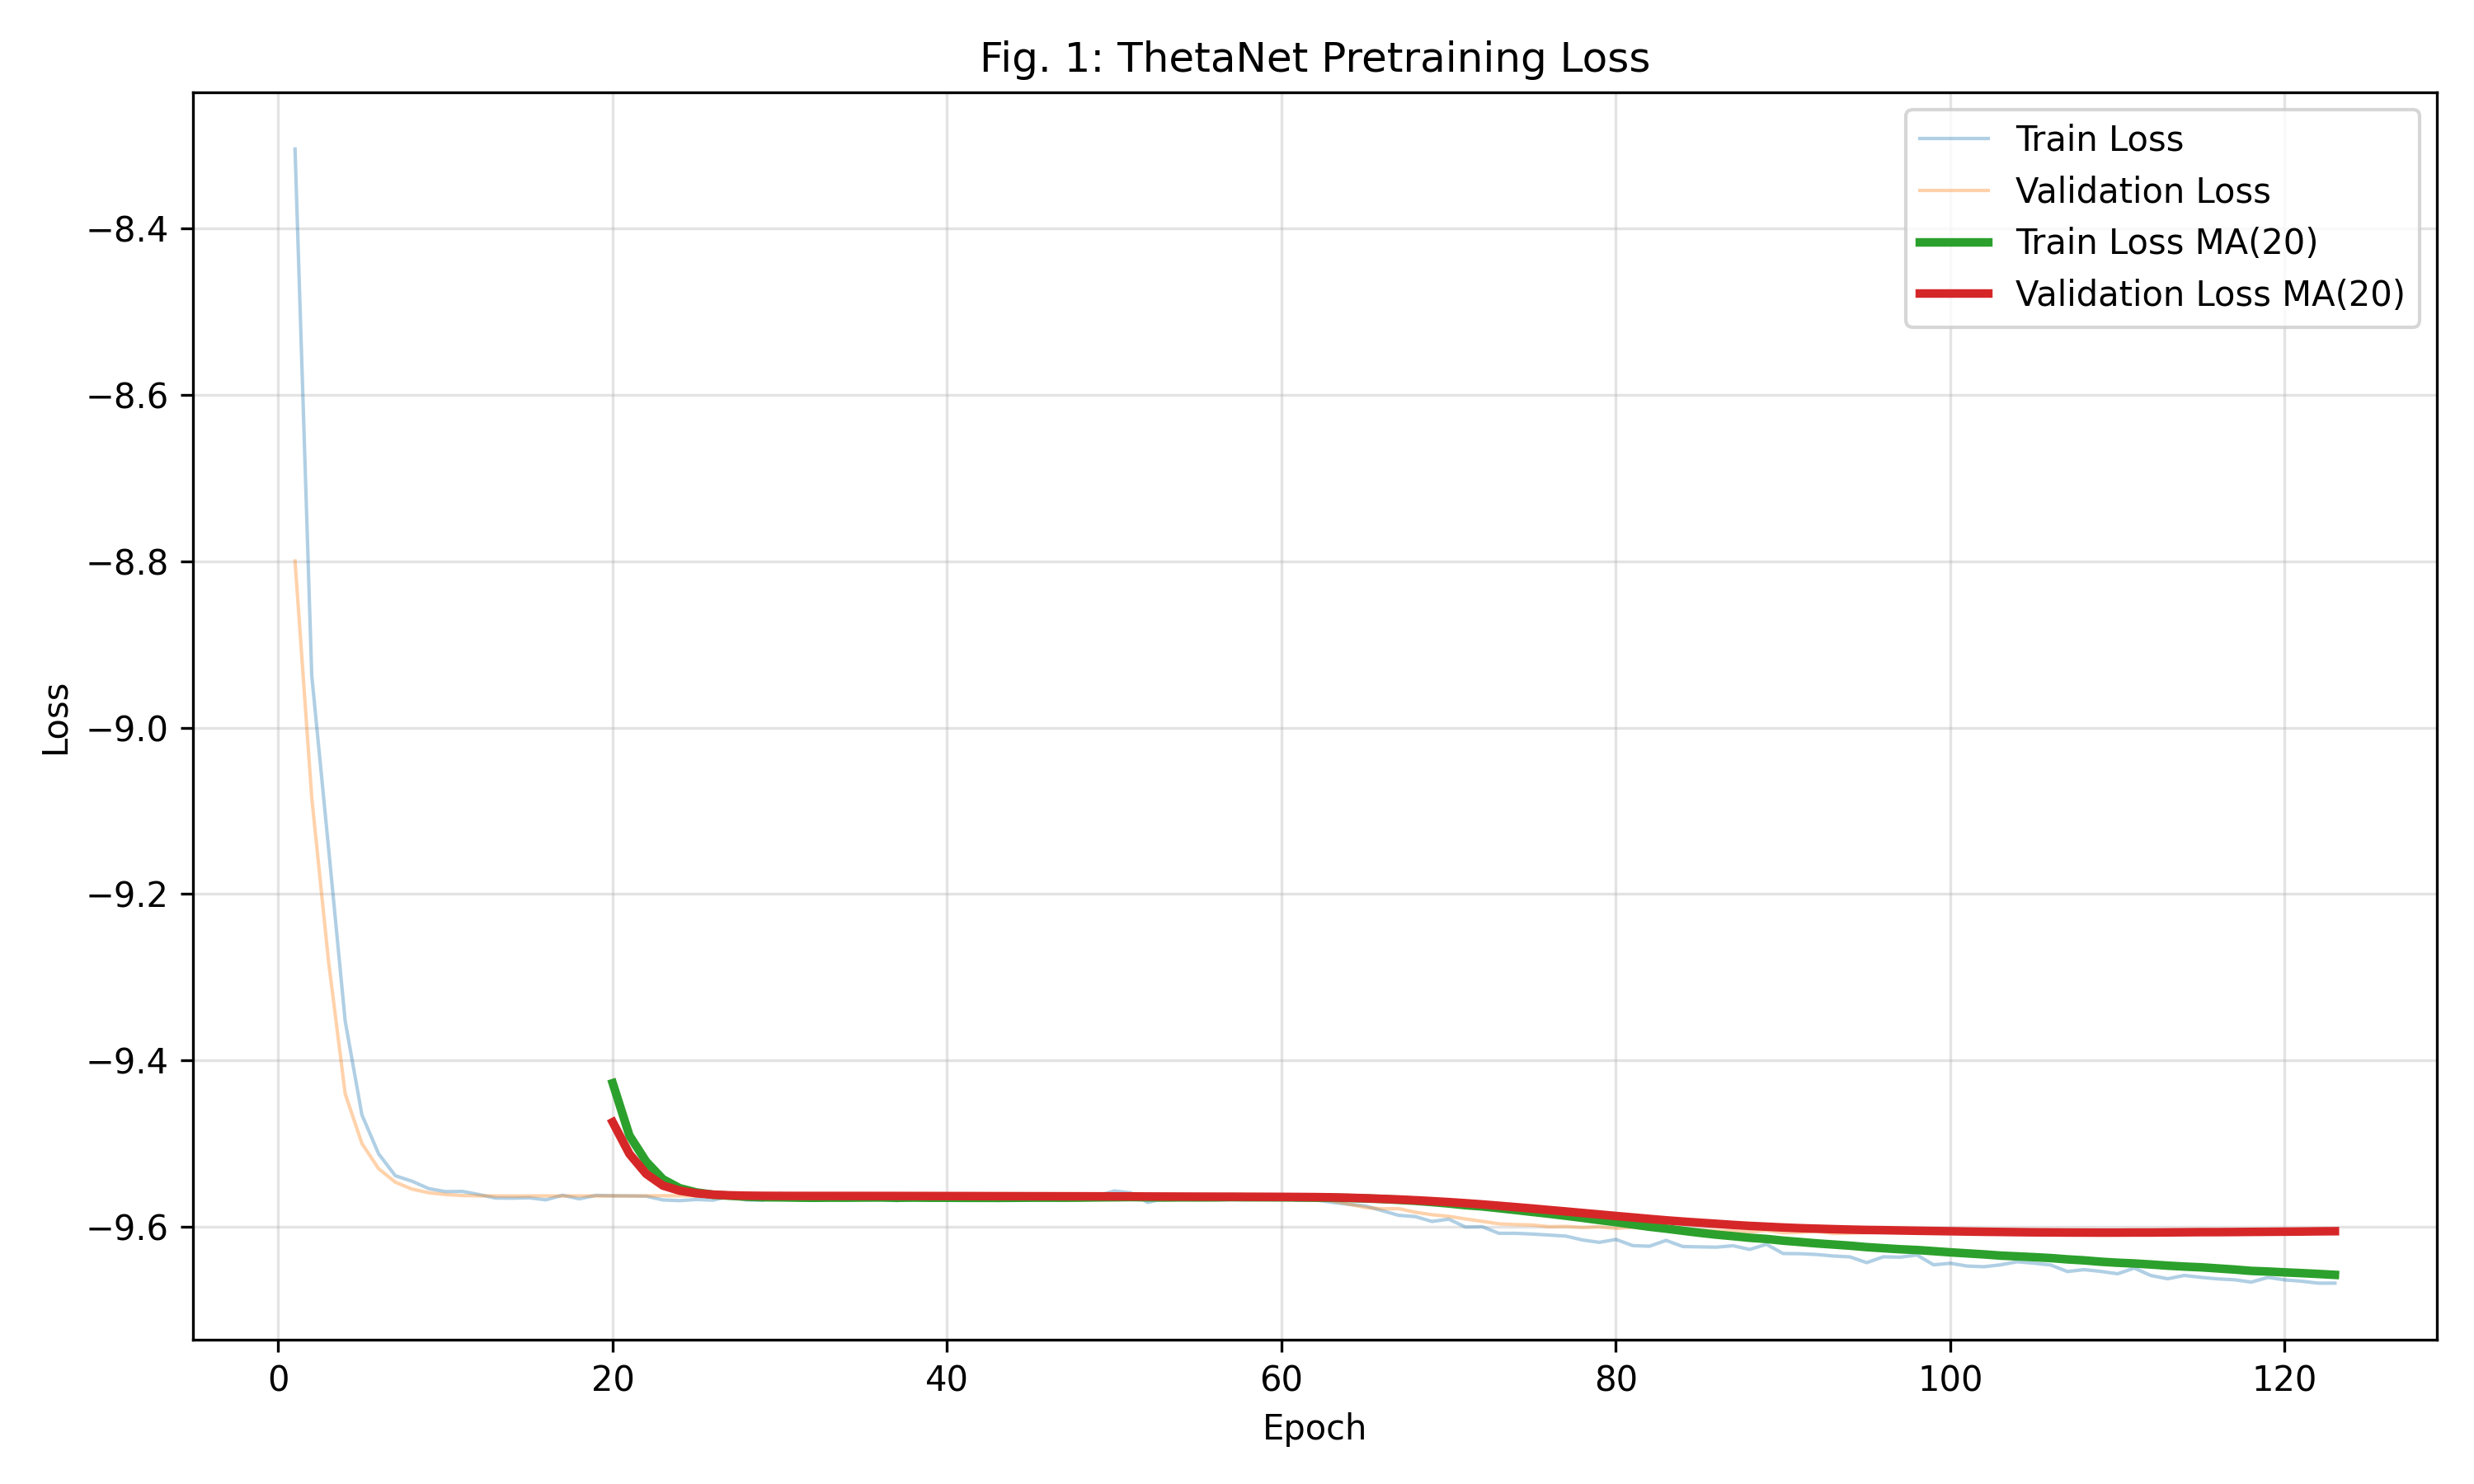 Fig. 1: ThetaNet Pretraining Loss
Train Loss
Validation Loss
Train Loss MA(20)
Validation Loss MA(20)
−8.4
−8.6
−8.8
−9.0
−9.2
−9.4
−9.6
Loss
0 20 40 60 80 100 120
Epoch